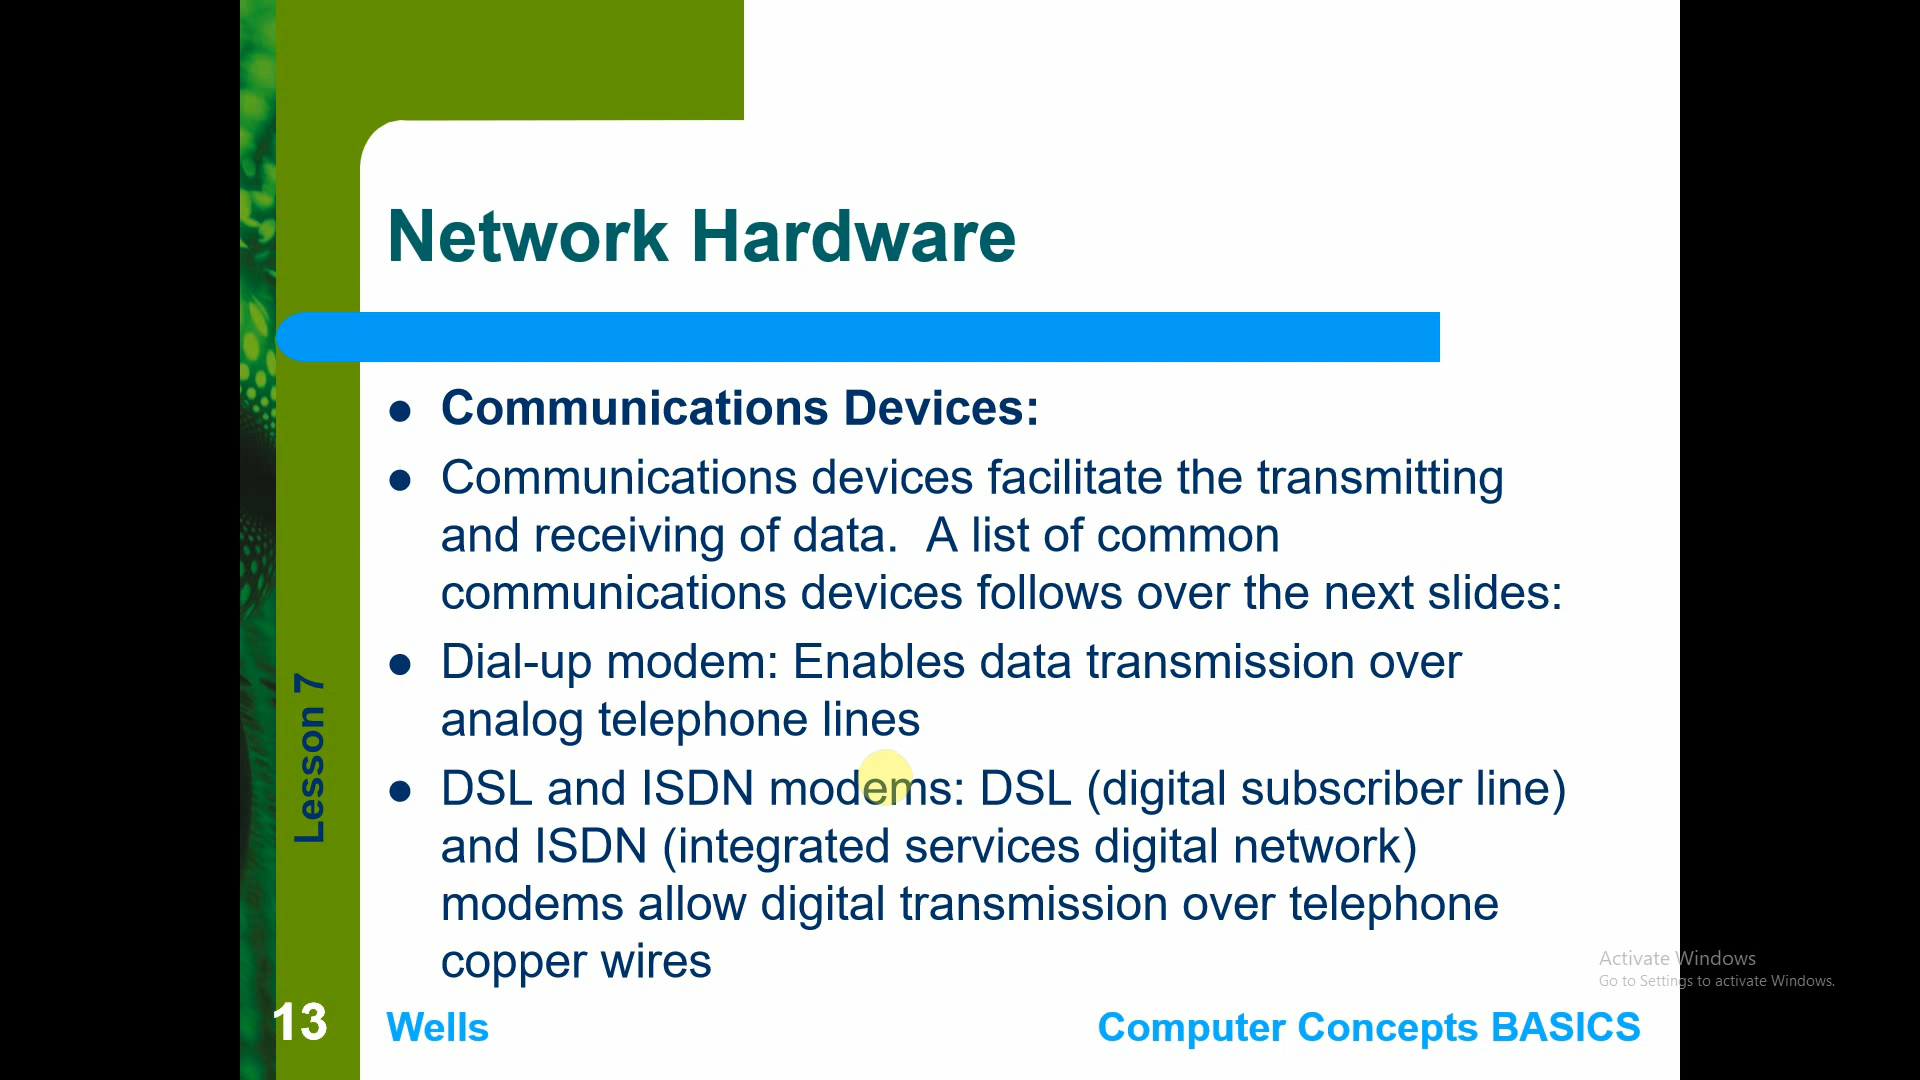 Network Hardware
Communications Devices:
Communications devices facilitate the transmitting
and receiving of data.  A list of common
communications devices follows over the next slides:
Dial-up modem: Enables data transmission over
analog telephone lines
DSL and ISDN modems: DSL (digital subscriber line)
and ISDN (integrated services digital network)
modems allow digital transmission over telephone
copper wires
Lesson 7
13
Wells
Computer Concepts BASICS
Activate Windows
Go to Settings to activate Windows.